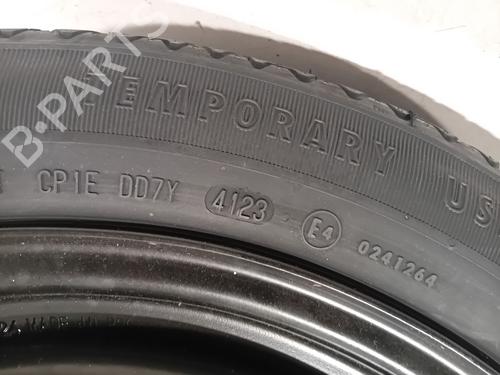 B-PARTS
TEMPORARY US
CP1E DD7Y 4123 E4 0241264